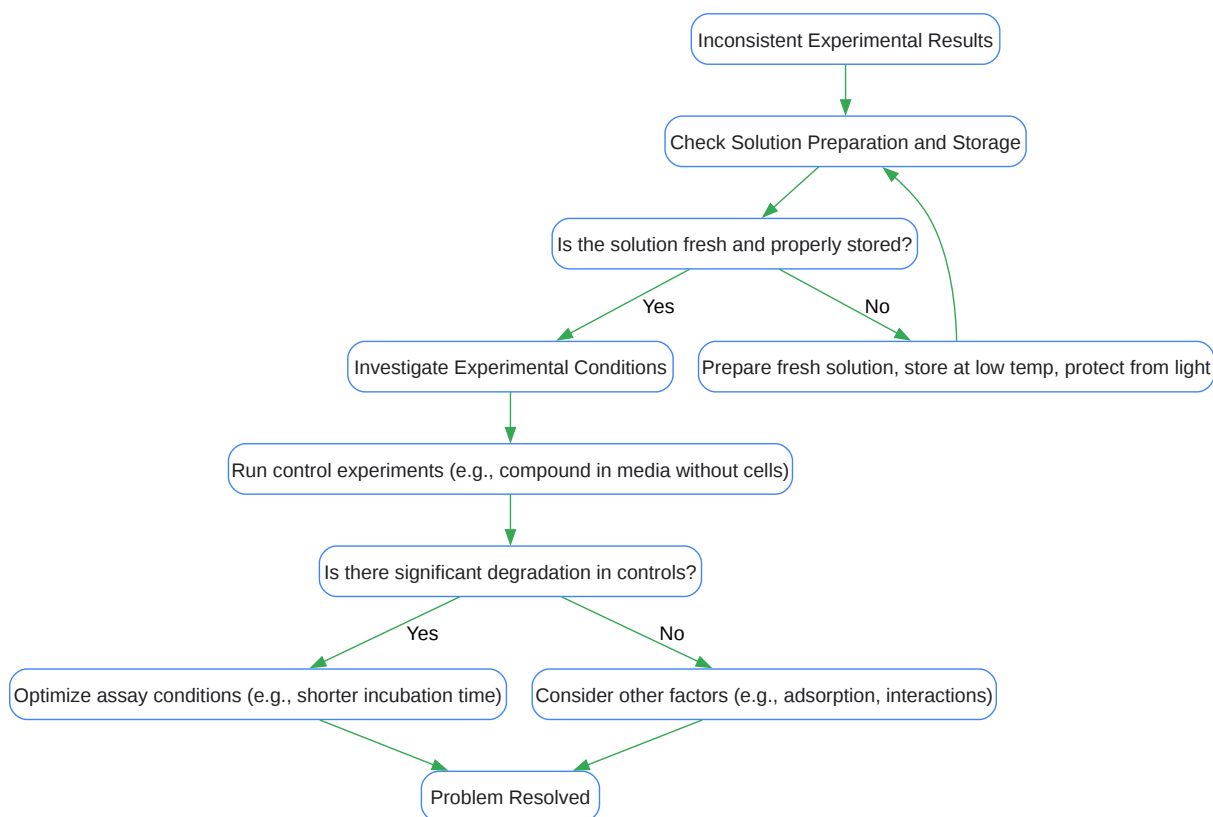 Inconsistent Experimental Results
Check Solution Preparation and Storage
Is the solution fresh and properly stored?
Yes
No
Investigate Experimental Conditions
Prepare fresh solution, store at low temp, protect from light
Run control experiments (e.g., compound in media without cells)
Is there significant degradation in controls?
Yes
No
Optimize assay conditions (e.g., shorter incubation time)
Consider other factors (e.g., adsorption, interactions)
Problem Resolved